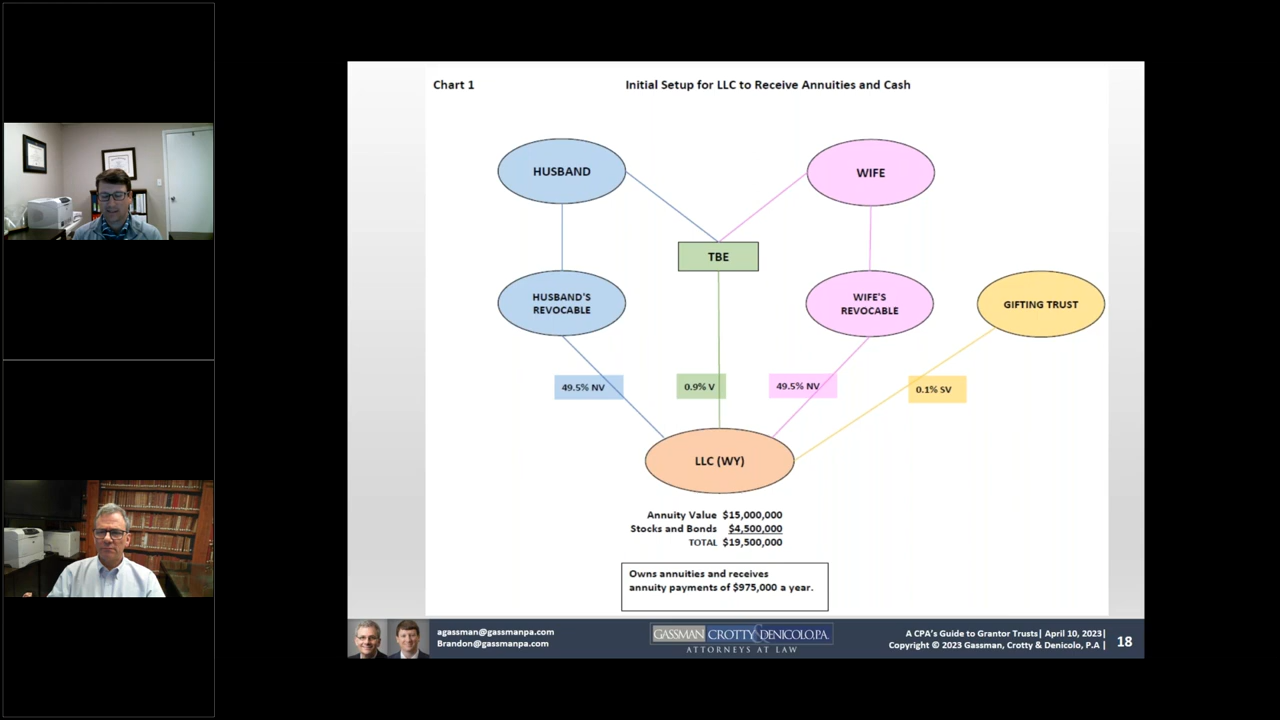 Chart 1
Initial Setup for LLC to Receive Annuities and Cash
HUSBAND
WIFE
TBE
HUSBAND'S
REVOCABLE
WIFE'S
REVOCABLE
GIFTING TRUST
49.5% NV
0.9% V
49.5% NV
0.1% SV
LLC (WY)
Annuity Value $15,000,000
Stocks and Bonds $4,500,000
TOTAL $19,500,000
Owns annuities and receives
annuity payments of $975,000 a year.
agassman@gassmanpa.com
Brandon@gassmanpa.com
GASSMAN CROTTY & DENICOLO, P.A.
ATTORNEYS AT LAW
A CPA's Guide to Grantor Trusts| April 10, 2023|
Copyright © 2023 Gassman, Crotty & Denicolo, P.A |
18